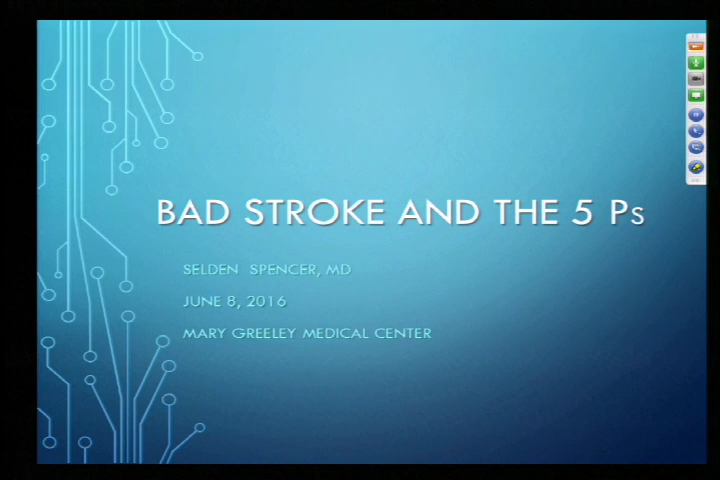 BAD STROKE AND THE 5 Ps
SELDEN SPENCER, MD
JUNE 8, 2016
MARY GREELEY MEDICAL CENTER